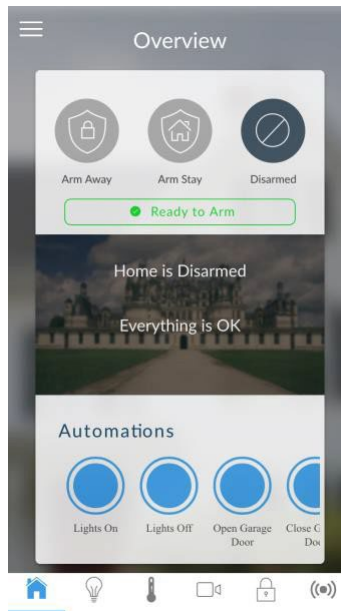 Overview
Arm Away Arm Stay Disarmed
Ready to Arm
Home is Disarmed
Everything is OK
Automations
Lights On Lights Off Open Garage Close
Door